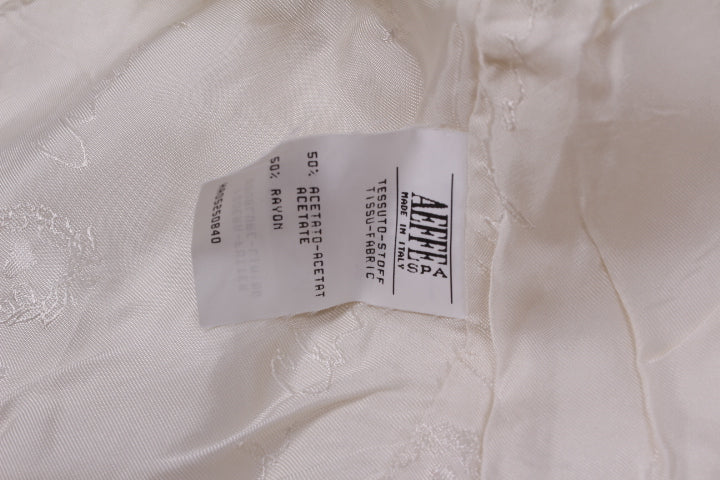 AEFFE SPA
MADE IN ITALY
TESSUTO-STOFF
TISSU-FABRIC
50% ACETATO-ACETAT
ACETATE
50% RAYON